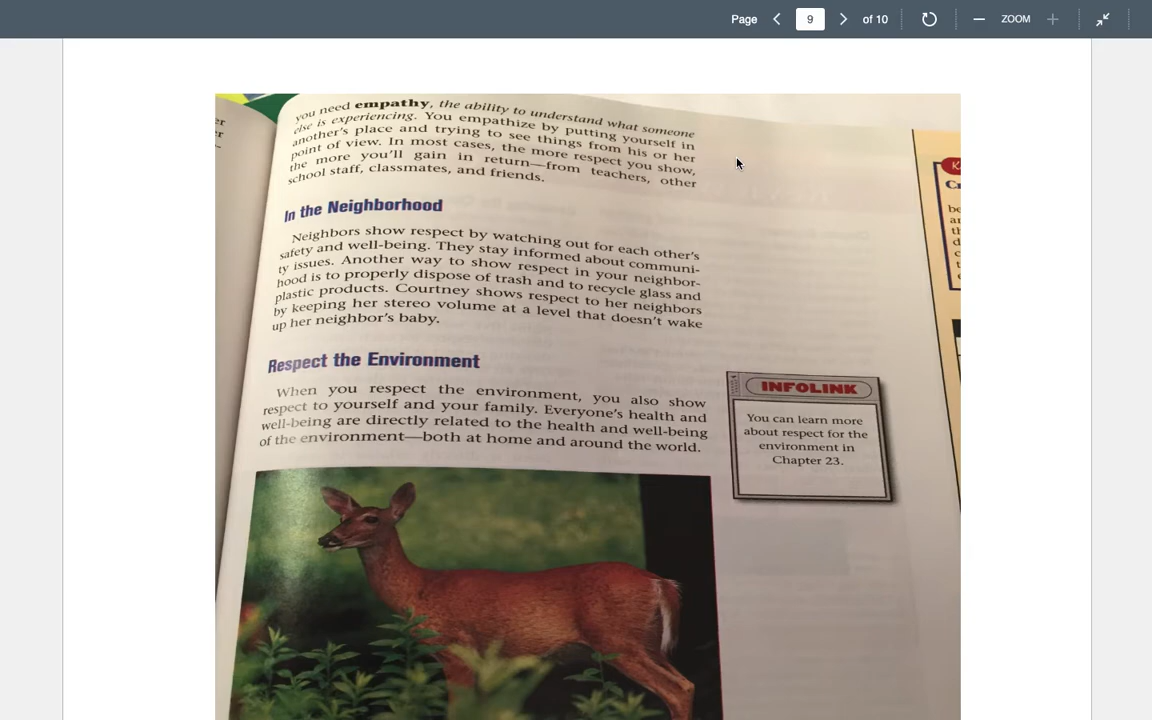 Page 9 of 10 ZOOM
er
er
you need empathy, the ability to understand what someone
else is experiencing. You empathize by putting yourself in
another's place and trying to see things from his or her
point of view. In most cases, the more respect you show,
the more you'll gain in return—from teachers, other
school staff, classmates, and friends.
In the Neighborhood
Neighbors show respect by watching out for each other's
safety and well-being. They stay informed about communi-
ty issues. Another way to show respect in your neighbor-
hood is to properly dispose of trash and to recycle glass and
plastic products. Courtney shows respect to her neighbors
by keeping her stereo volume at a level that doesn't wake
up her neighbor's baby.
Respect the Environment
When you respect the environment, you also show
respect to yourself and your family. Everyone's health and
well-being are directly related to the health and well-being
of the environment—both at home and around the world.
INFOLINK
You can learn more
about respect for the
environment in
Chapter 23.